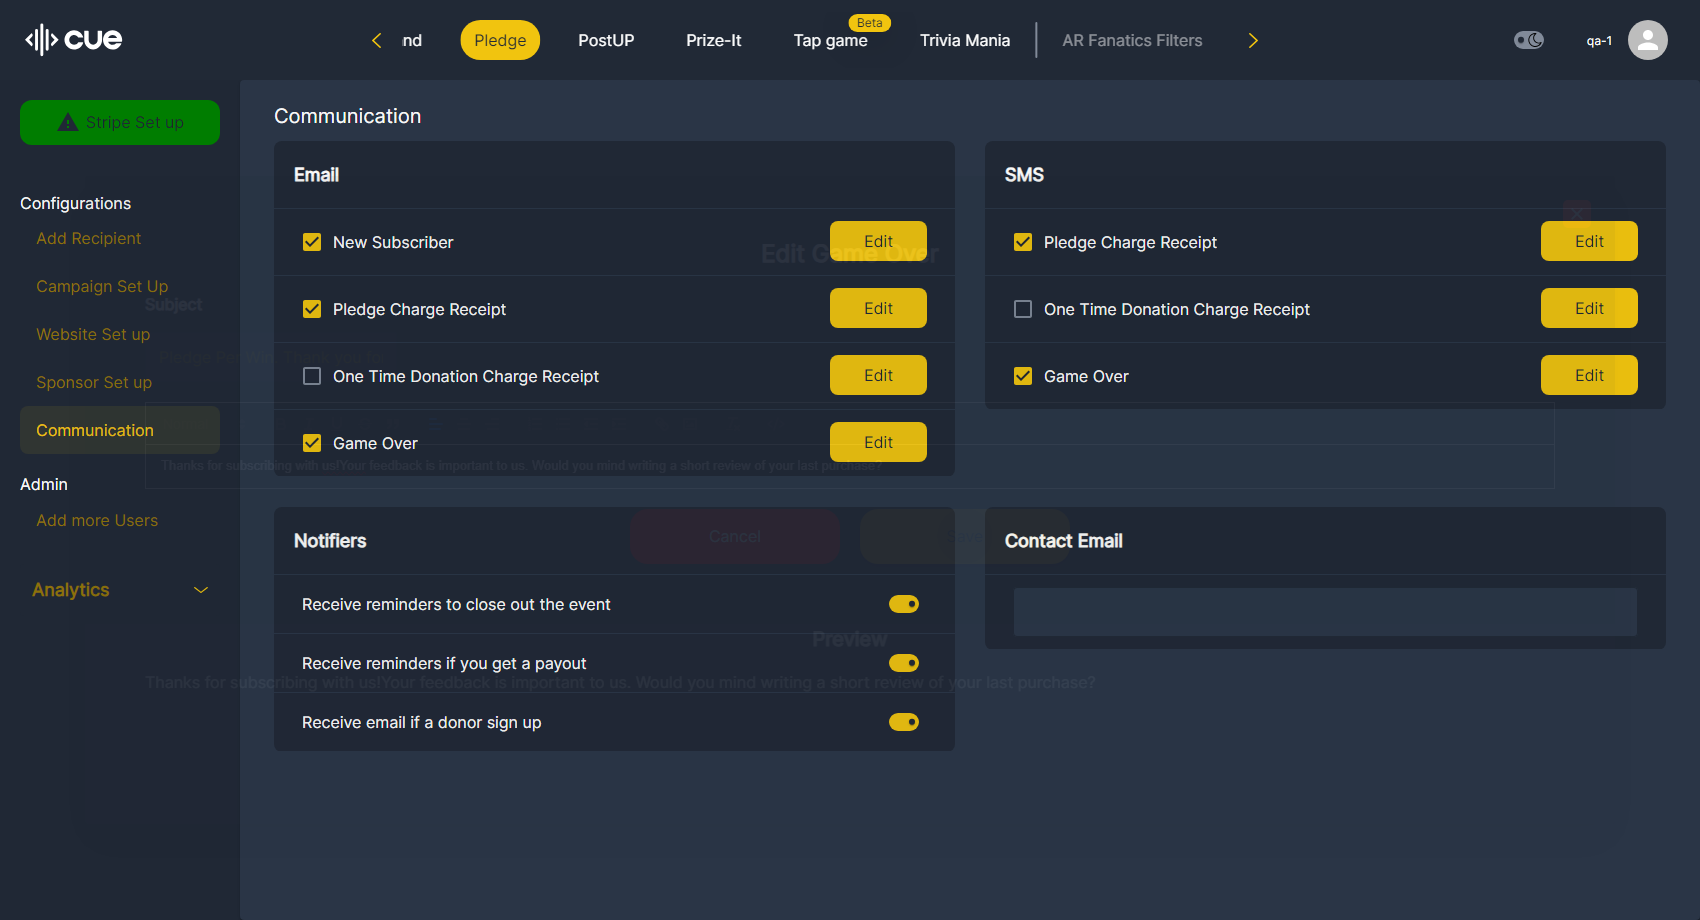 cue
nd
Pledge
PostUP
Prize-It
Tap game
Beta
Trivia Mania
AR Fanatics Filters
qa-1
Stripe Set up
Configurations
Add Recipient
Campaign Set Up
Website Set up
Sponsor Set up
Communication
Admin
Add more Users
Analytics
Communication
Email
New Subscriber
Edit
Pledge Charge Receipt
Edit
One Time Donation Charge Receipt
Edit
Game Over
Edit
SMS
Pledge Charge Receipt
Edit
One Time Donation Charge Receipt
Edit
Game Over
Edit
Notifiers
Receive reminders to close out the event
Receive reminders if you get a payout
Receive email if a donor sign up
Contact Email
Edit Game Over
Subject
Thanks for subscribing with us!Your feedback is important to us. Would you mind writing a short review of your last purchase?
Cancel
Preview
Thanks for subscribing with us!Your feedback is important to us. Would you mind writing a short review of your last purchase?